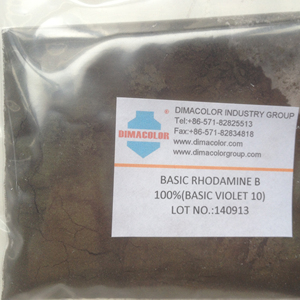 DIMACOLOR INDUSTRY GROUP
Tel:+86-571-82825513
Fax:+86-571-82834818
www.dimacolor.com
www.dimacolorgroup.com
DIMACOLOR
BASIC RHODAMINE B
100%(BASIC VIOLET 10)
LOT NO.:140913